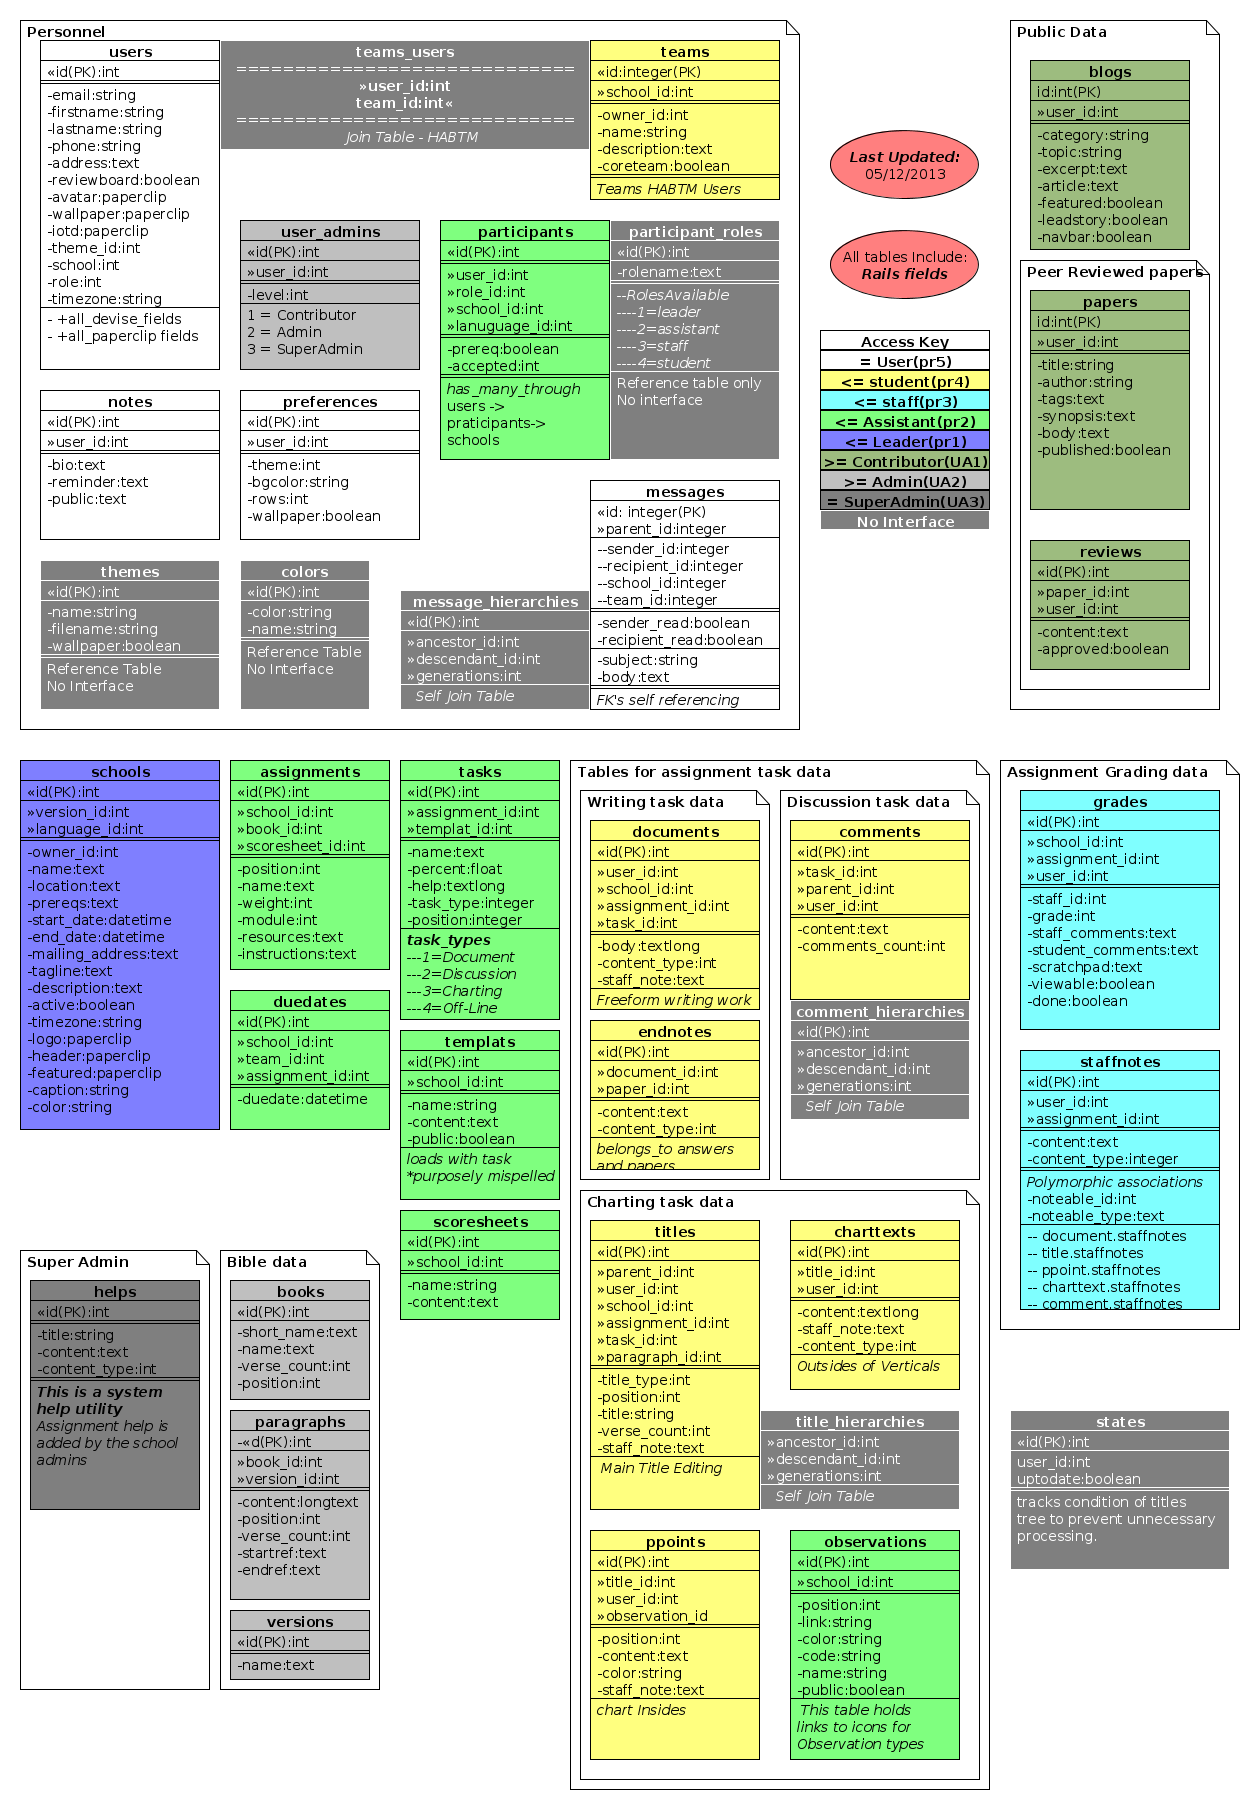 Personnel
users
«id(PK):int
-email:string
-firstname:string
-lastname:string
-phone:string
-address:text
-reviewboard:boolean
-avatar:paperclip
-wallpaper:paperclip
-iotd:paperclip
-theme_id:int
-school:int
-role:int
-timezone:string
- +all_devise_fields
- +all_paperclip fields
teams_users
=============================
»user_id:int
team_id:int«
=============================
Join Table - HABTM
teams
«id:integer(PK)
»school_id:int
-owner_id:int
-name:string
-description:text
-coreteam:boolean
Teams HABTM Users
user_admins
«id(PK):int
»user_id:int
-level:int
1 = Contributor
2 = Admin
3 = SuperAdmin
participants
«id(PK):int
»user_id:int
»role_id:int
»school_id:int
»lanuguage_id:int
-prereq:boolean
-accepted:int
has_many_through
users ->
praticipants->
schools
participant_roles
«id(PK):int
-rolename:text
--RolesAvailable
----1=leader
----2=assistant
----3=staff
----4=student
Reference table only
No interface
notes
«id(PK):int
»user_id:int
-bio:text
-reminder:text
-public:text
preferences
«id(PK):int
»user_id:int
-theme:int
-bgcolor:string
-rows:int
-wallpaper:boolean
messages
«id: integer(PK)
»parent_id:integer
--sender_id:integer
--recipient_id:integer
--school_id:integer
--team_id:integer
-sender_read:boolean
-recipient_read:boolean
-subject:string
-body:text
FK's self referencing
themes
«id(PK):int
-name:string
-filename:string
-wallpaper:boolean
Reference Table
No Interface
colors
«id(PK):int
-color:string
-name:string
Reference Table
No Interface
message_hierarchies
«id(PK):int
»ancestor_id:int
»descendant_id:int
»generations:int
Self Join Table
Last Updated:
05/12/2013
All tables Include:
Rails fields
Access Key
= User(pr5)
<= student(pr4)
<= staff(pr3)
<= Assistant(pr2)
<= Leader(pr1)
>= Contributor(UA1)
>= Admin(UA2)
= SuperAdmin(UA3)
No Interface
Public Data
blogs
id:int(PK)
»user_id:int
-category:string
-topic:string
-excerpt:text
-article:text
-featured:boolean
-leadstory:boolean
-navbar:boolean
Peer Reviewed papers
papers
id:int(PK)
»user_id:int
-title:string
-author:string
-tags:text
-synopsis:text
-body:text
-published:boolean
reviews
«id(PK):int
»paper_id:int
»user_id:int
-content:text
-approved:boolean
schools
«id(PK):int
»version_id:int
»language_id:int
-owner_id:int
-name:text
-location:text
-prereqs:text
-start_date:datetime
-end_date:datetime
-mailing_address:text
-tagline:text
-description:text
-active:boolean
-timezone:string
-logo:paperclip
-header:paperclip
-featured:paperclip
-caption:string
-color:string
assignments
«id(PK):int
»school_id:int
»book_id:int
»scoresheet_id:int
-position:int
-name:text
-weight:int
-module:int
-resources:text
-instructions:text
duedates
«id(PK):int
»school_id:int
»team_id:int
»assignment_id:int
-duedate:datetime
tasks
«id(PK):int
»assignment_id:int
»templat_id:int
-name:text
-percent:float
-help:textlong
-task_type:integer
-position:integer
task_types
---1=Document
---2=Discussion
---3=Charting
---4=Off-Line
templats
«id(PK):int
»school_id:int
-name:string
-content:text
-public:boolean
loads with task
*purposely mispelled
scoresheets
«id(PK):int
»school_id:int
-name:string
-content:text
Tables for assignment task data
Writing task data
documents
«id(PK):int
»user_id:int
»school_id:int
»assignment_id:int
»task_id:int
-body:textlong
-content_type:int
-staff_note:text
Freeform writing work
endnotes
«id(PK):int
»document_id:int
»paper_id:int
-content:text
-content_type:int
belongs_to answers
and papers
Discussion task data
comments
«id(PK):int
»task_id:int
»parent_id:int
»user_id:int
-content:text
-comments_count:int
comment_hierarchies
«id(PK):int
»ancestor_id:int
»descendant_id:int
»generations:int
Self Join Table
Charting task data
titles
«id(PK):int
»parent_id:int
»user_id:int
»school_id:int
»assignment_id:int
»task_id:int
»paragraph_id:int
-title_type:int
-position:int
-title:string
-verse_count:int
-staff_note:text
Main Title Editing
charttexts
«id(PK):int
»title_id:int
»user_id:int
-content:textlong
-staff_note:text
-content_type:int
Outsides of Verticals
title_hierarchies
»ancestor_id:int
»descendant_id:int
»generations:int
Self Join Table
ppoints
«id(PK):int
»title_id:int
»user_id:int
»observation_id
-position:int
-content:text
-color:string
-staff_note:text
chart Insides
observations
«id(PK):int
»school_id:int
-position:int
-link:string
-color:string
-code:string
-name:string
-public:boolean
This table holds
links to icons for
Observation types
Assignment Grading data
grades
«id(PK):int
»school_id:int
»assignment_id:int
»user_id:int
-staff_id:int
-grade:int
-staff_comments:text
-student_comments:text
-scratchpad:text
-viewable:boolean
-done:boolean
staffnotes
«id(PK):int
»user_id:int
»assignment_id:int
-content:text
-content_type:integer
Polymorphic associations
-noteable_id:int
-noteable_type:text
-- document.staffnotes
-- title.staffnotes
-- ppoint.staffnotes
-- charttext.staffnotes
-- comment.staffnotes
Super Admin
helps
«id(PK):int
-title:string
-content:text
-content_type:int
This is a system
help utility
Assignment help is
added by the school
admins
Bible data
books
«id(PK):int
-short_name:text
-name:text
-verse_count:int
-position:int
paragraphs
-«d(PK):int
»book_id:int
»version_id:int
-content:longtext
-position:int
-verse_count:int
-startref:text
-endref:text
versions
«id(PK):int
-name:text
states
«id(PK):int
user_id:int
uptodate:boolean
tracks condition of titles
tree to prevent unnecessary
processing.